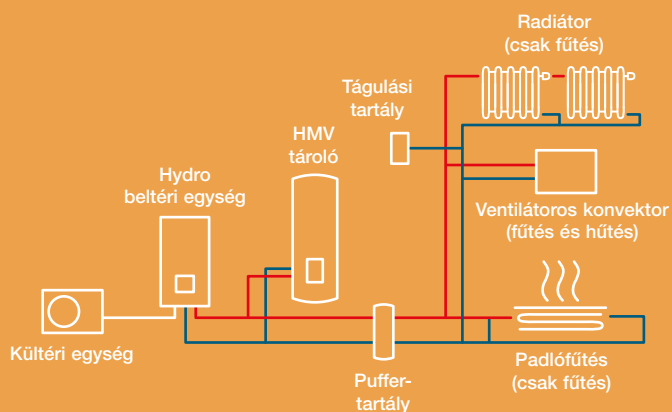 Radiátor
(csak fűtés)
Tágulási
tartály
HMV
tároló
Hydro
beltéri egység
Ventilátoros konvektor
(fűtés és hűtés)
Kültéri egység
Puffer-
tartály
Padlófűtés
(csak fűtés)